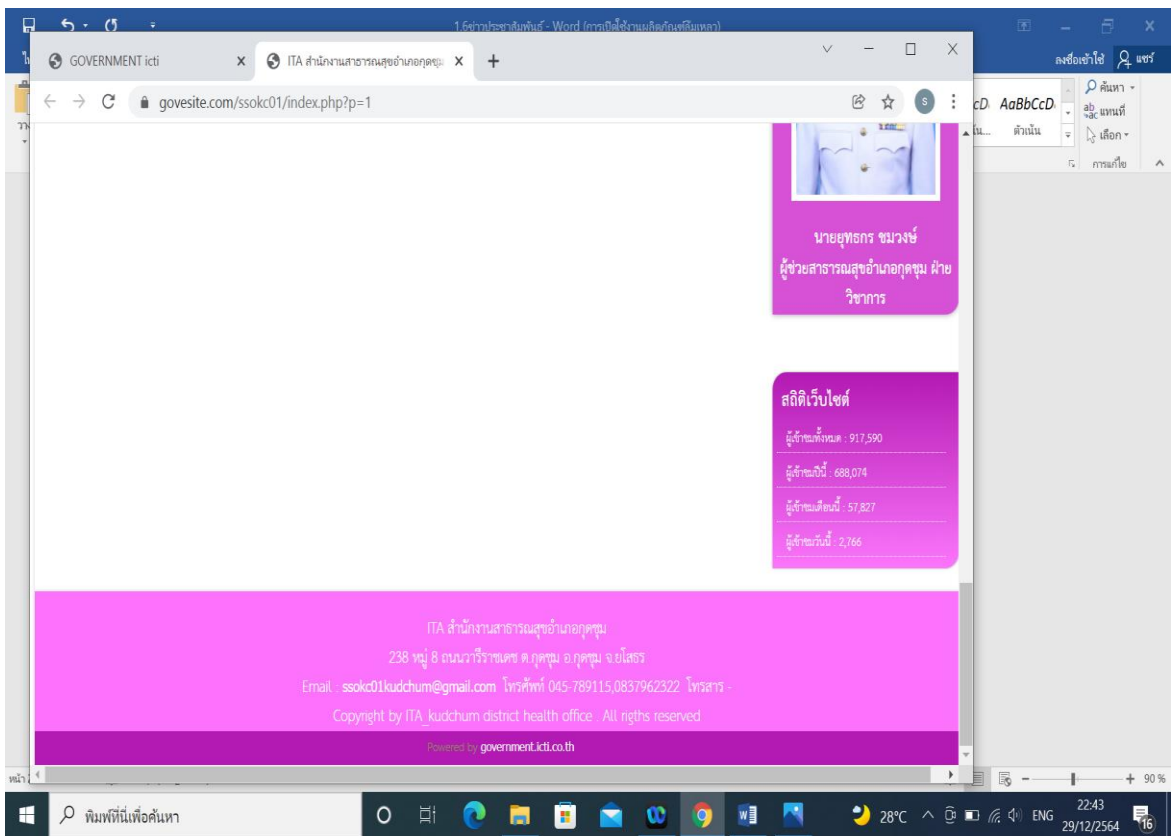 1.6ข่าวประชาสัมพันธ์ - Word (การเปิดใช้งานผลิตภัณฑ์ล้มเหลว)
ลงชื่อเข้าใช้ แชร์
GOVERNMENT icti
ITA สำนักงานสาธารณสุขอำเภอกุดชุม
govesite.com/ssokc01/index.php?p=1
S
AaBbCcD
ตัวเน้น
ค้นหา
แทนที่
เลือก
การแก้ไข
นายยุทธกร ชมวงษ์
ผู้ช่วยสาธารณสุขอำเภอกุดชุม ฝ่าย
วิชาการ
สถิติเว็บไซต์
ผู้เข้าชมทั้งหมด : 917,590
ผู้เข้าชมปีนี้ : 688,074
ผู้เข้าชมเดือนนี้ : 57,827
ผู้เข้าชมวันนี้ : 2,766
ITA สำนักงานสาธารณสุขอำเภอกุดชุม
238 หมู่ 8 ถนนวารีราชเดช ต.กุดชุม อ.กุดชุม จ.ยโสธร
Email : ssokc01kudchum@gmail.com โทรศัพท์ 045-789115,0837962322 โทรสาร -
Copyright by ITA_kudchum district health office . All rigths reserved
Powered by government.icti.co.th
90 %
พิมพ์ที่นี่เพื่อค้นหา
28°C
ENG
22:43
29/12/2564
16